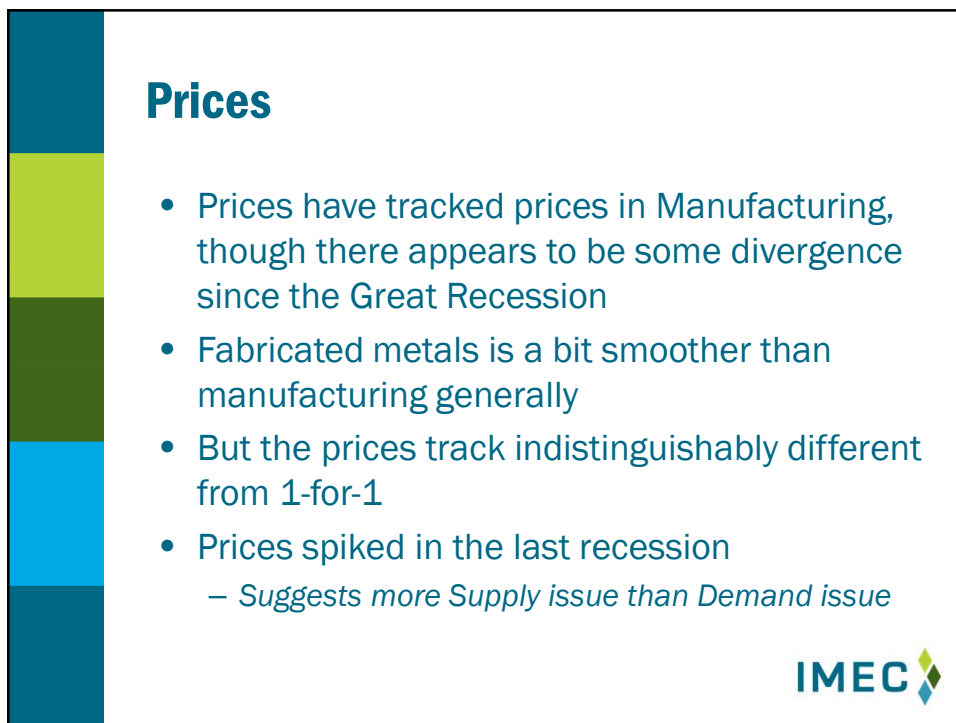 Prices
• Prices have tracked prices in Manufacturing,
though there appears to be some divergence
since the Great Recession
• Fabricated metals is a bit smoother than
manufacturing generally
• But the prices track indistinguishably different
from 1-for-1
• Prices spiked in the last recession
– Suggests more Supply issue than Demand issue
IMEC